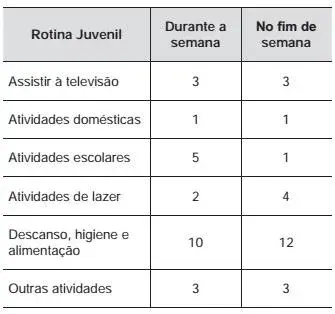 Rotina Juvenil Durante a semana No fim de semana
Assistir à televisão 3 3
Atividades domésticas 1 1
Atividades escolares 5 1
Atividades de lazer 2 4
Descanso, higiene e alimentação 10 12
Outras atividades 3 3